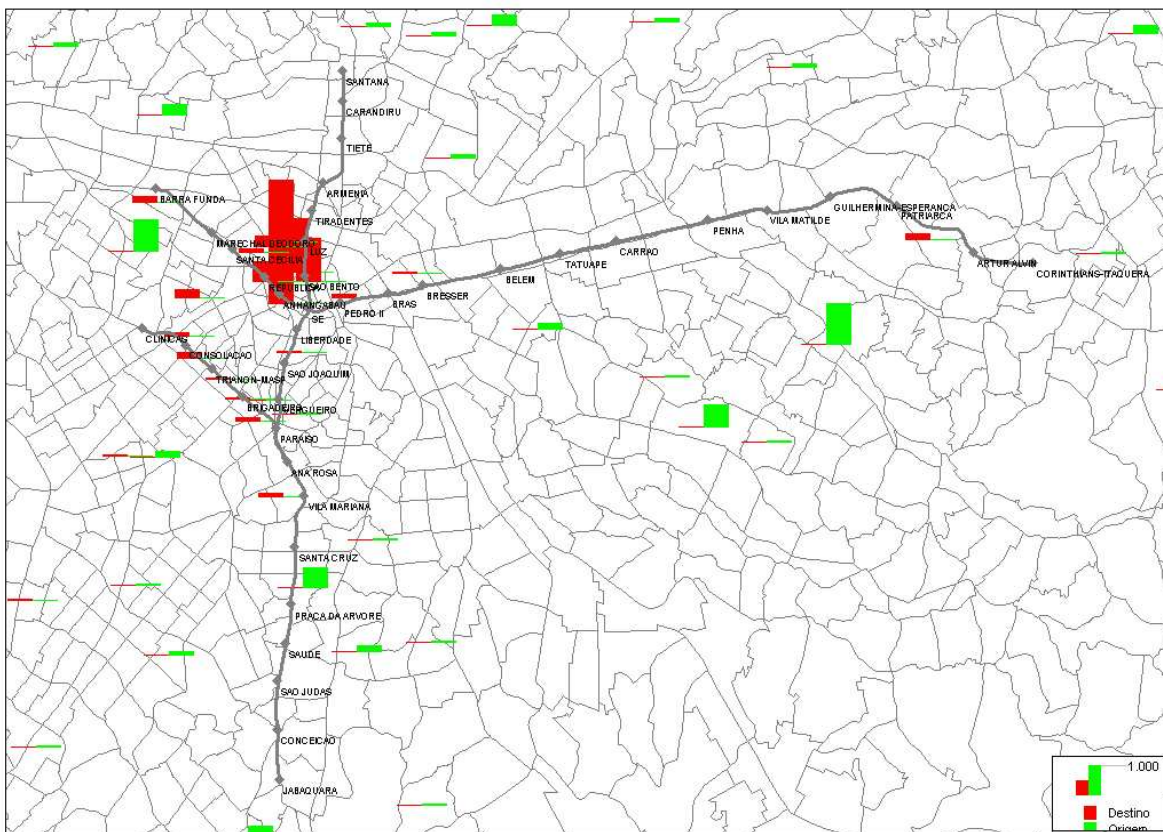 SANTANA
CARANDIRU
TIETE
ARMENIA
BARRA FUNDA
TIRADENTES
GUILHERMINA-ESPERANCA
PATRIARCA
VILA MATILDE
PENHA
MARECHAL DEODORO
LUZ
CARRAO
SANTA CECILIA
TATUAPE
ARTUR ALVIN
BELEM
CORINTHIANS-ITAQUERA
REPUBLICA
SAO BENTO
BRESSER
ANHANGABAU
BRAS
PEDRO II
SE
LIBERDADE
CLINICAS
CONSOLACAO
SAO JOAQUIM
TRIANON-MASP
BRIGADEIRO
VERGUEIRO
PARAISO
ANA ROSA
VILA MARIANA
SANTA CRUZ
PRACA DA ARVORE
SAUDE
SAO JUDAS
CONCEICAO
JABAQUARA
1.000
Destino
Origem